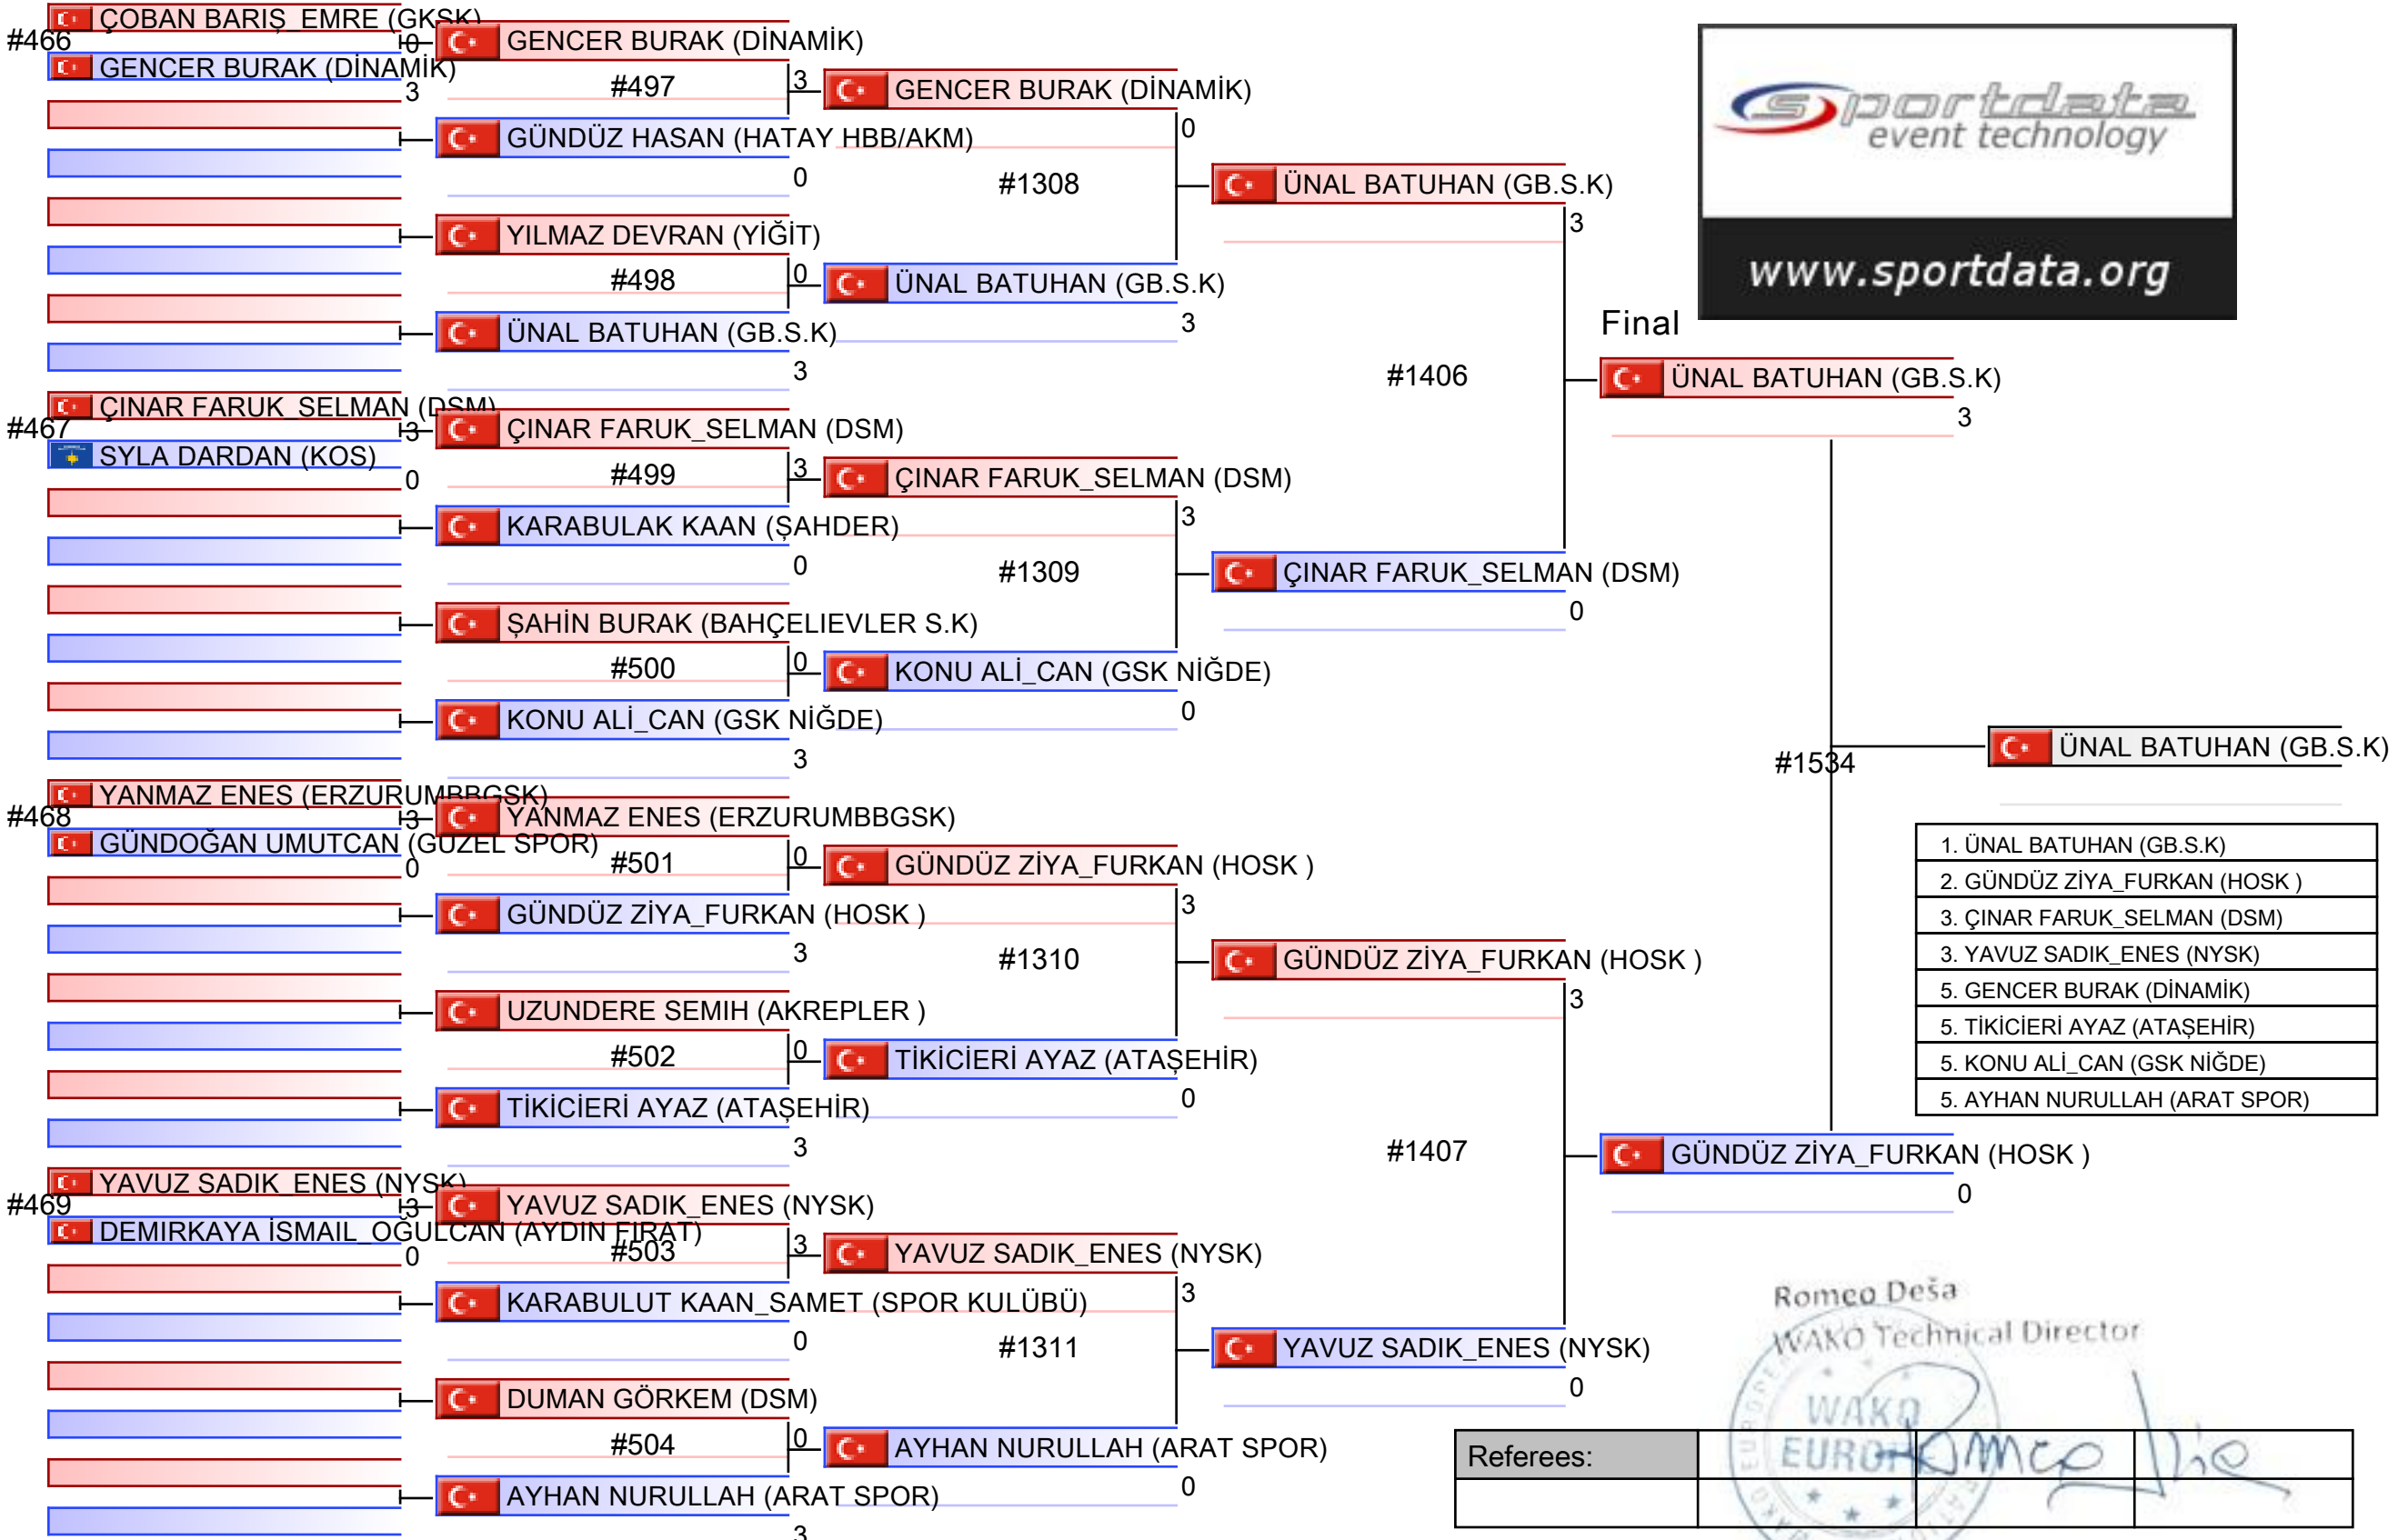 ÇOBAN BARIŞ_EMRE (GKSK)
#466
0
GENCER BURAK (DİNAMİK)
3
ÇINAR FARUK_SELMAN (DSM)
#467
3
SYLA DARDAN (KOS)
0
YANMAZ ENES (ERZURUMBBGSK)
#468
3
GÜNDOĞAN UMUTCAN (GÜZEL SPOR)
0
YAVUZ SADIK_ENES (NYSK)
#469
3
DEMIRKAYA İSMAIL_OĞULCAN (AYDIN FIRAT)
0
GENCER BURAK (DİNAMİK)
#497
3
GÜNDÜZ HASAN (HATAY HBB/AKM)
0
YILMAZ DEVRAN (YİĞİT)
#498
0
ÜNAL BATUHAN (GB.S.K)
3
ÇINAR FARUK_SELMAN (DSM)
#499
3
KARABULAK KAAN (ŞAHDER)
0
ŞAHİN BURAK (BAHÇELIEVLER S.K)
#500
0
KONU ALİ_CAN (GSK NİĞDE)
3
YANMAZ ENES (ERZURUMBBGSK)
#501
0
GÜNDÜZ ZİYA_FURKAN (HOSK )
3
UZUNDERE SEMIH (AKREPLER )
#502
0
TİKİCİERİ AYAZ (ATAŞEHİR)
3
YAVUZ SADIK_ENES (NYSK)
#503
3
KARABULUT KAAN_SAMET (SPOR KULÜBÜ)
0
DUMAN GÖRKEM (DSM)
#504
0
AYHAN NURULLAH (ARAT SPOR)
3
GENCER BURAK (DİNAMİK)
0
#1308
ÜNAL BATUHAN (GB.S.K)
3
ÇINAR FARUK_SELMAN (DSM)
3
#1309
KONU ALİ_CAN (GSK NİĞDE)
0
GÜNDÜZ ZİYA_FURKAN (HOSK )
3
#1310
TİKİCİERİ AYAZ (ATAŞEHİR)
0
YAVUZ SADIK_ENES (NYSK)
3
#1311
AYHAN NURULLAH (ARAT SPOR)
0
ÜNAL BATUHAN (GB.S.K)
3
#1406
ÇINAR FARUK_SELMAN (DSM)
0
GÜNDÜZ ZİYA_FURKAN (HOSK )
3
#1407
YAVUZ SADIK_ENES (NYSK)
0
sportdata
event technology
www.sportdata.org
Final
ÜNAL BATUHAN (GB.S.K)
3
#1534
GÜNDÜZ ZİYA_FURKAN (HOSK )
0
ÜNAL BATUHAN (GB.S.K)
1. ÜNAL BATUHAN (GB.S.K)
2. GÜNDÜZ ZİYA_FURKAN (HOSK )
3. ÇINAR FARUK_SELMAN (DSM)
3. YAVUZ SADIK_ENES (NYSK)
5. GENCER BURAK (DİNAMİK)
5. TİKİCİERİ AYAZ (ATAŞEHİR)
5. KONU ALİ_CAN (GSK NİĞDE)
5. AYHAN NURULLAH (ARAT SPOR)
Romeo Deša
WAKO Technical Director
WAKO
EUROPE
Referees: